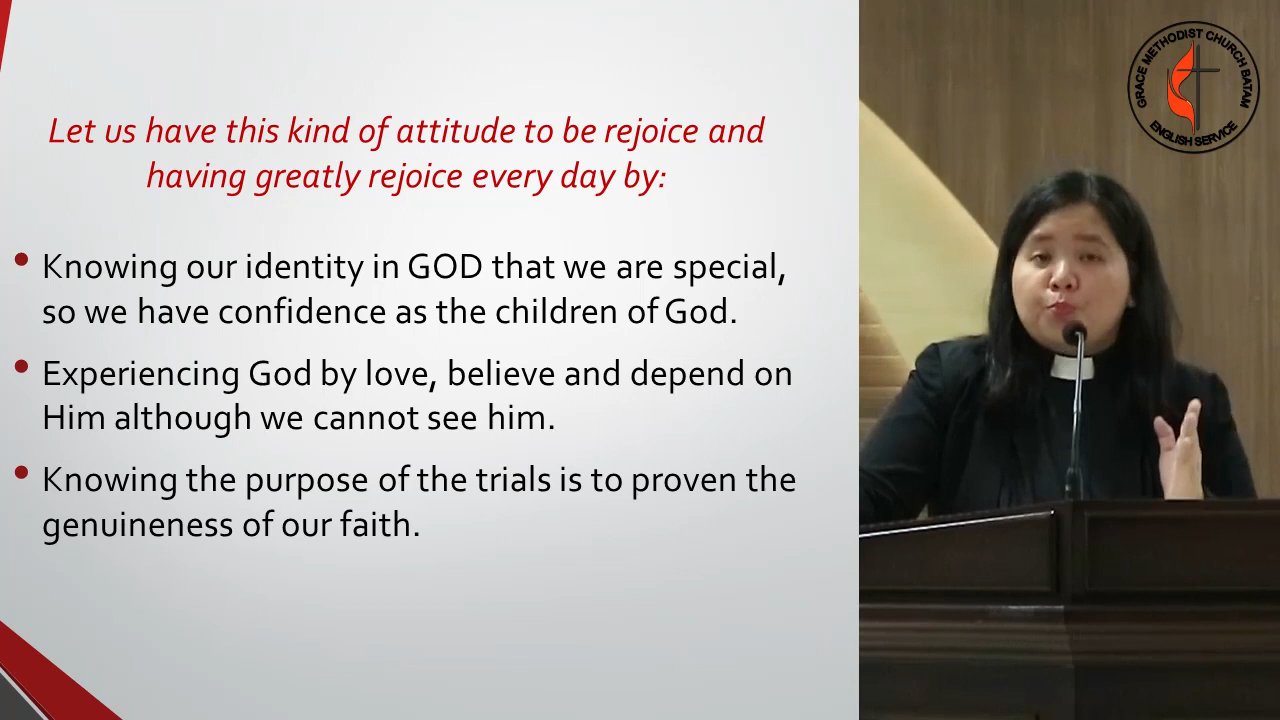 Let us have this kind of attitude to be rejoice and
having greatly rejoice every day by:
• Knowing our identity in GOD that we are special,
so we have confidence as the children of God.
• Experiencing God by love, believe and depend on
Him although we cannot see him.
• Knowing the purpose of the trials is to proven the
genuineness of our faith.
GRACE METHODIST CHURCH BATAM
ENGLISH SERVICE